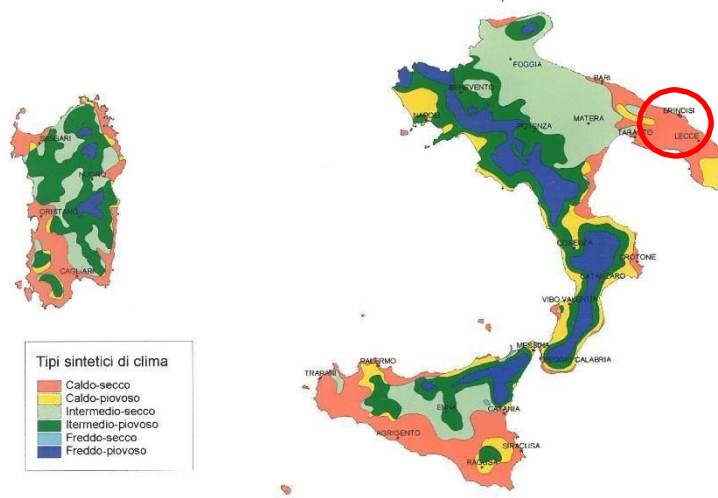 FOGGIA
BARI
BENEVENTO
BRINDISI
NAPOLI
MATERA
POTENZA
TARANTO
LECCE
SASSARI
NUORO
ORISTANO
CAGLIARI
COSENZA
CROTONE
CATANZARO
VIBO VALENTIA
MESSINA
REGGIO CALABRIA
PALERMO
TRAPANI
ENNA
CATANIA
AGRIGENTO
SIRACUSA
RAGUSA
Tipi sintetici di clima
Caldo-secco
Caldo-piovoso
Intermedio-secco
Itermedio-piovoso
Freddo-secco
Freddo-piovoso